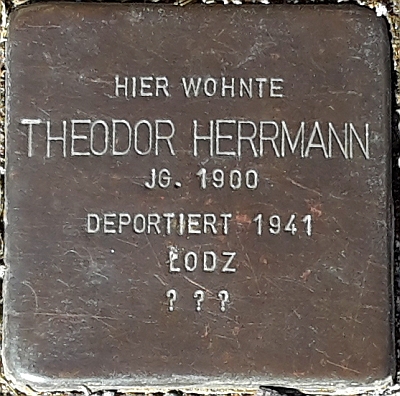 HIER WOHNTE
THEODOR HERRMANN
JG. 1900
DEPORTIERT 1941
ŁODZ
? ? ?